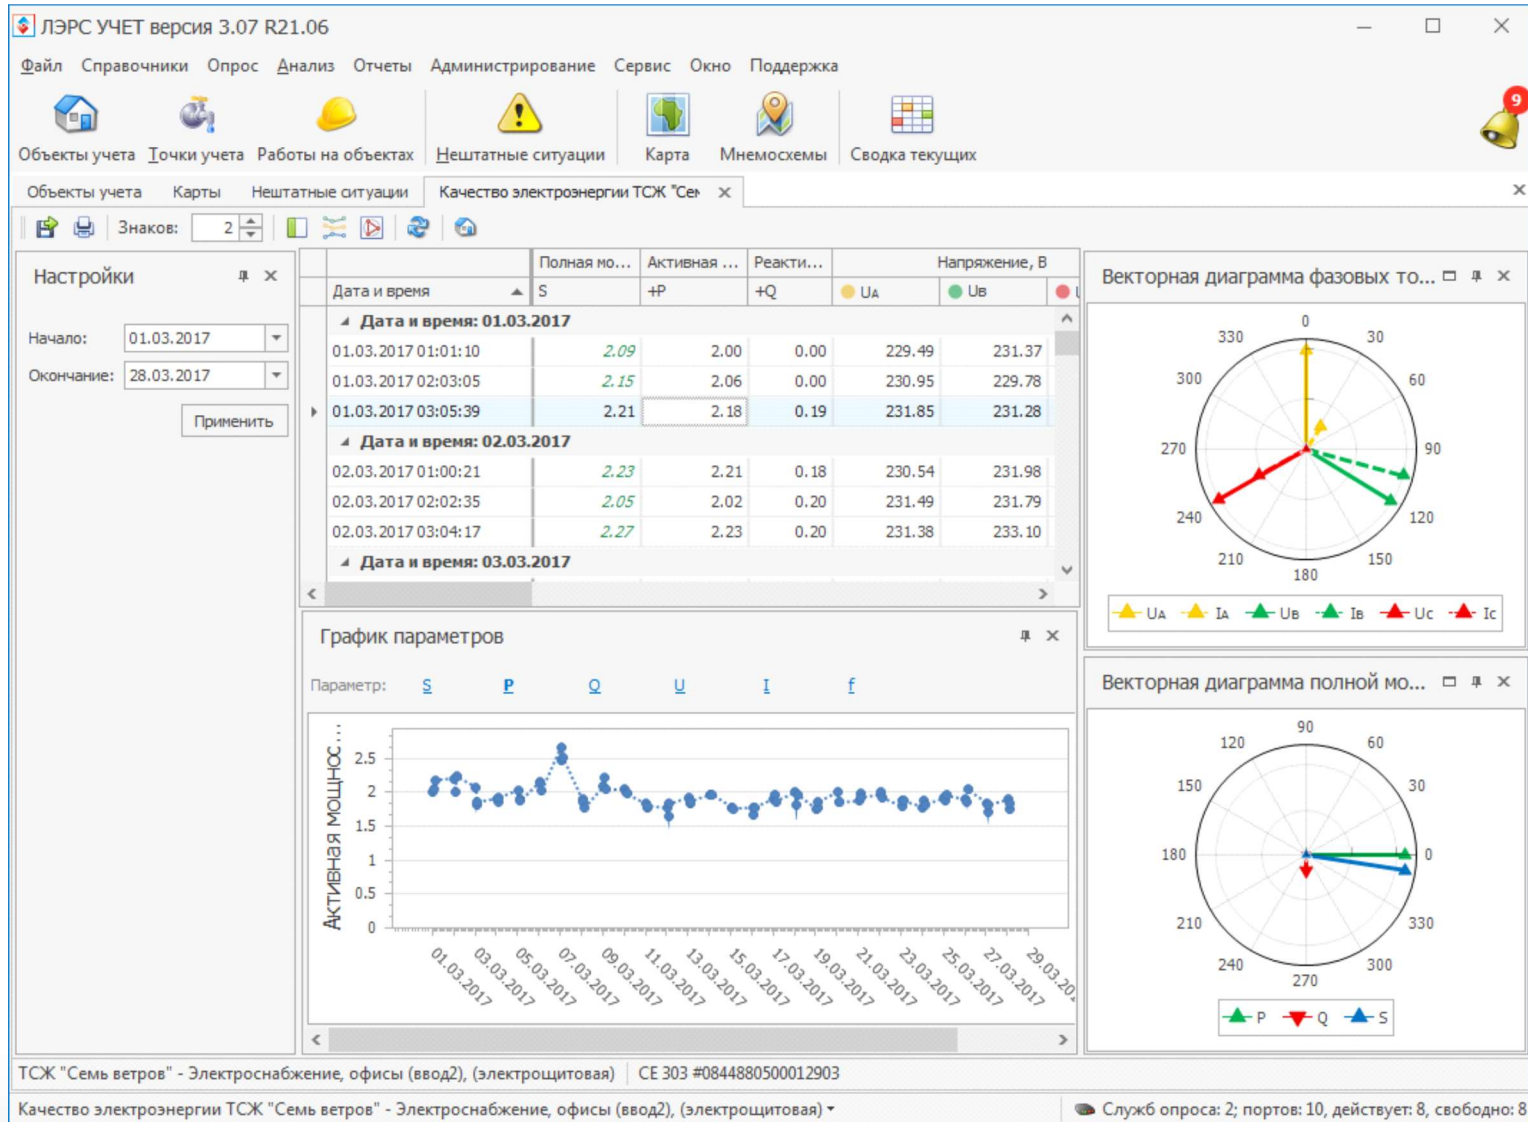 ЛЭРС УЧЕТ версия 3.07 R21.06
Файл Справочники Опрос Анализ Отчеты Администрирование Сервис Окно Поддержка
9
Объекты учета Точки учета Работы на объектах Нештатные ситуации Карта Мнемосхемы Сводка текущих
Объекты учета Карты Нештатные ситуации Качество электроэнергии ТСЖ "Сем
Знаков: 2
Настройки
Начало: 01.03.2017
Окончание: 28.03.2017
Применить
Полная мо... Активная ... Реакти... Напряжение, В
Дата и время S +P +Q UA UB
Дата и время: 01.03.2017
01.03.2017 01:01:10 2.09 2.00 0.00 229.49 231.37
01.03.2017 02:03:05 2.15 2.06 0.00 230.95 229.78
01.03.2017 03:05:39 2.21 2.18 0.19 231.85 231.28
Дата и время: 02.03.2017
02.03.2017 01:00:21 2.23 2.21 0.18 230.54 231.98
02.03.2017 02:02:35 2.05 2.02 0.20 231.49 231.79
02.03.2017 03:04:17 2.27 2.23 0.20 231.38 233.10
Дата и время: 03.03.2017
График параметров
Параметр: S P Q U I f
Активная мощнос...
2.5
2
1.5
1
0.5
0
01.03.2017 03.03.2017 05.03.2017 07.03.2017 09.03.2017 11.03.2017 13.03.2017 15.03.2017 17.03.2017 19.03.2017 21.03.2017 23.03.2017 25.03.2017 27.03.2017 29.03.20
Векторная диаграмма фазовых то...
0
330 30
300 60
270 90
240 120
210 150
180
UA IA UB IB UC IC
Векторная диаграмма полной мо...
90
120 60
150 30
180 0
210 330
240 300
270
P Q S
ТСЖ "Семь ветров" - Электроснабжение, офисы (ввод2), (электрощитовая) СЕ 303 #0844880500012903
Качество электроэнергии ТСЖ "Семь ветров" - Электроснабжение, офисы (ввод2), (электрощитовая)
Служб опроса: 2; портов: 10, действует: 8, свободно: 8